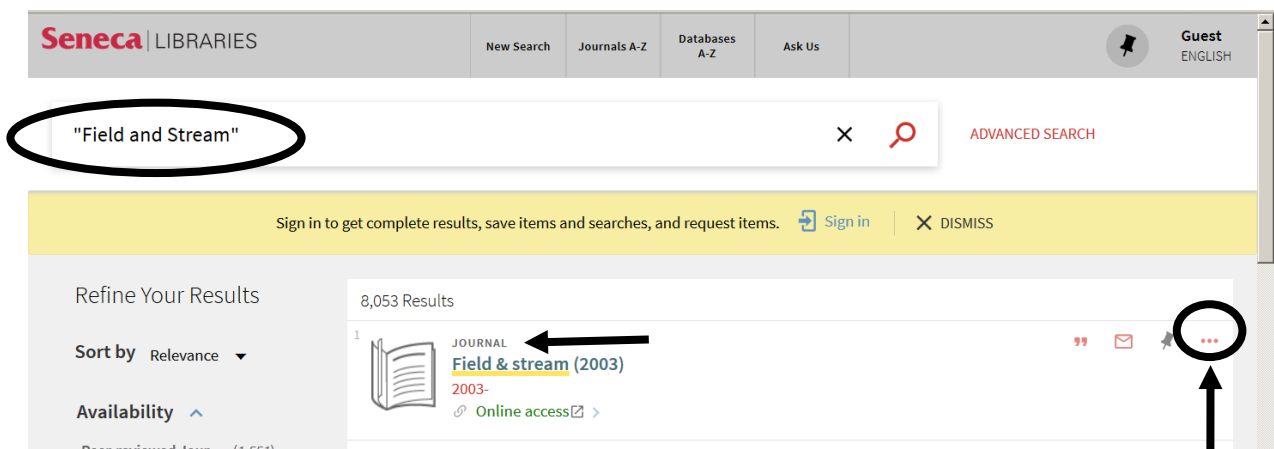 Seneca | LIBRARIES
New Search
Journals A-Z
Databases
A-Z
Ask Us
Guest
ENGLISH
"Field and Stream"
ADVANCED SEARCH
Sign in to get complete results, save items and searches, and request items.
Sign in
DISMISS
Refine Your Results
Sort by Relevance
Availability
8,053 Results
1
JOURNAL
Field & stream (2003)
2003-
Online access